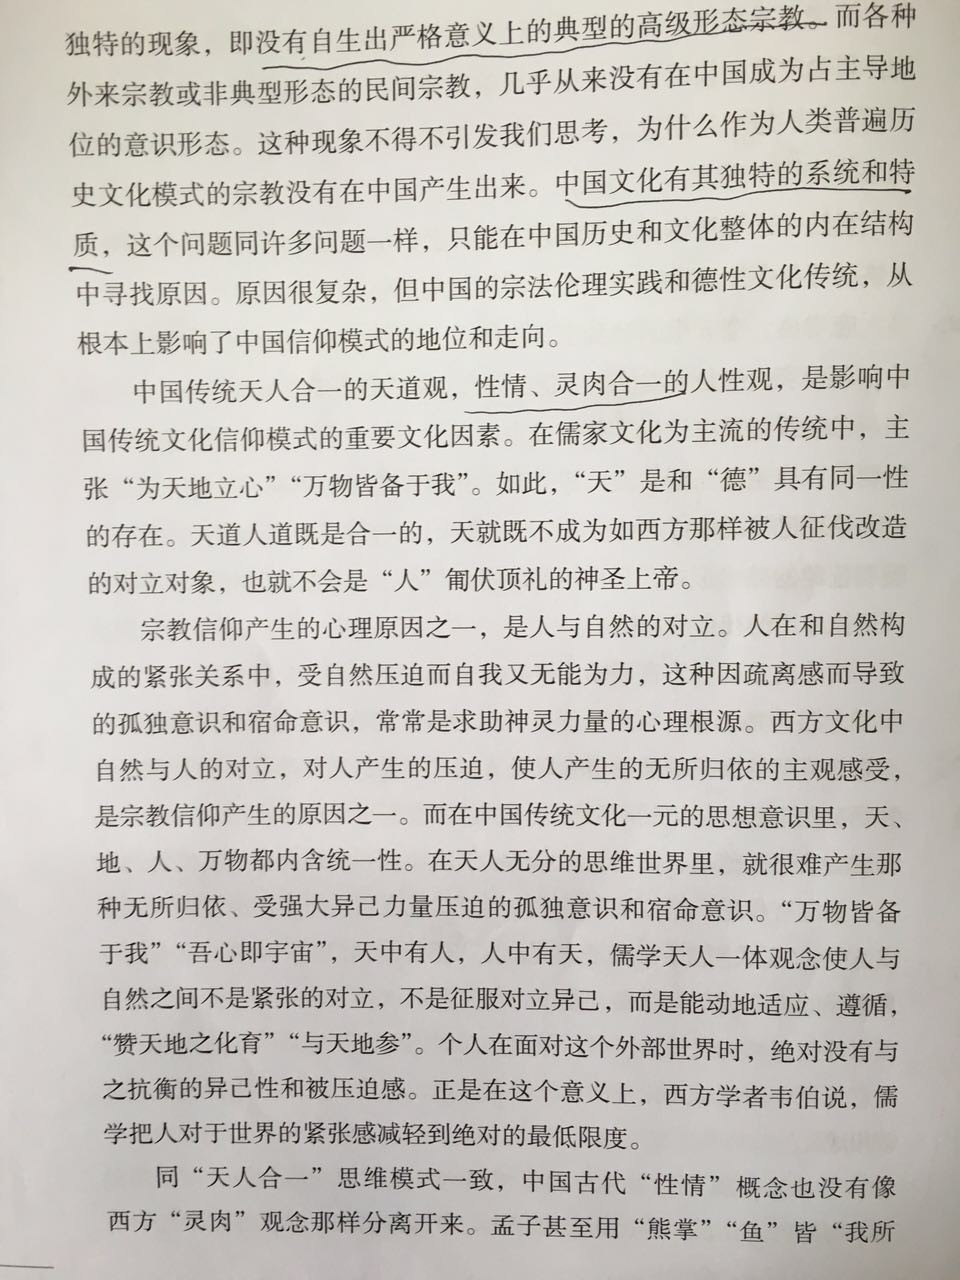 独特的现象，即没有自生出严格意义上的典型的高级形态宗教。而各种
外来宗教或非典型形态的民间宗教，几乎从来没有在中国成为占主导地
位的意识形态。这种现象不得不引发我们思考，为什么作为人类普遍历
史文化模式的宗教没有在中国产生出来。中国文化有其独特的系统和特
质，这个问题同许多问题一样，只能在中国历史和文化整体的内在结构
中寻找原因。原因很复杂，但中国的宗法伦理实践和德性文化传统，从
根本上影响了中国信仰模式的地位和走向。
中国传统天人合一的天道观，性情、灵肉合一的人性观，是影响中
国传统文化信仰模式的重要文化因素。在儒家文化为主流的传统中，主
张“为天地立心”“万物皆备于我”。如此，“天”是和“德”具有同一性
的存在。天道人道既是合一的，天就既不成为如西方那样被人征伐改造
的对立对象，也就不会是“人”匍伏顶礼的神圣上帝。
宗教信仰产生的心理原因之一，是人与自然的对立。人在和自然构
成的紧张关系中，受自然压迫而自我又无能为力，这种因疏离感而导致
的孤独意识和宿命意识，常常是求助神灵力量的心理根源。西方文化中
自然与人的对立，对人产生的压迫，使人产生的无所归依的主观感受，
是宗教信仰产生的原因之一。而在中国传统文化一元的思想意识里，天、
地、人、万物都内含统一性。在天人无分的思维世界里，就很难产生那
种无所归依、受强大异己力量压迫的孤独意识和宿命意识。“万物皆备
于我”“吾心即宇宙”，天中有人，人中有天，儒学天人一体观念使人与
自然之间不是紧张的对立，不是征服对立异己，而是能动地适应、遵循，
“赞天地之化育”“与天地参”。个人在面对这个外部世界时，绝对没有与
之抗衡的异己性和被压迫感。正是在这个意义上，西方学者韦伯说，儒
学把人对于世界的紧张感减轻到绝对的最低限度。
同“天人合一”思维模式一致，中国古代“性情”概念也没有像
西方“灵肉”观念那样分离开来。孟子甚至用“熊掌”“鱼”皆“我所